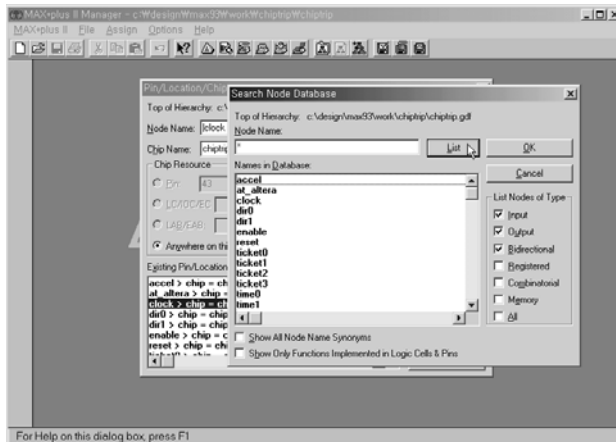 MAX+plus II Manager - c:₩design₩max93₩work₩chiptrip₩chiptrip
MAX+plus II File Assign Options Help
Pin/Location/Chip
Search Node Database
Top of Hierarchy: c:₩
Top of Hierarchy: c:₩design₩max93₩work₩chiptrip₩chiptrip.gdf
Node Name:
Node Name: clock
*
List
OK
Chip Name: chiptrip
Names in Database:
Cancel
Chip Resource
Pin: 43
LC/IOC/EC
LAB/EAB:
Anywhere on this
accel
at_altera
clock
dir0
dir1
enable
reset
ticket0
ticket1
ticket2
ticket3
time0
time1
List Nodes of Type
Input
Output
Bidirectional
Registered
Combinatorial
Memory
All
Existing Pin/Location
accel > chip = ch
at_altera > chip =
clock > chip = ch
dir0 > chip = chi
dir1 > chip = chi
enable > chip = c
reset > chip = ch
Show All Node Name Synonyms
Show Only Functions Implemented in Logic Cells & Pins
For Help on this dialog box, press F1